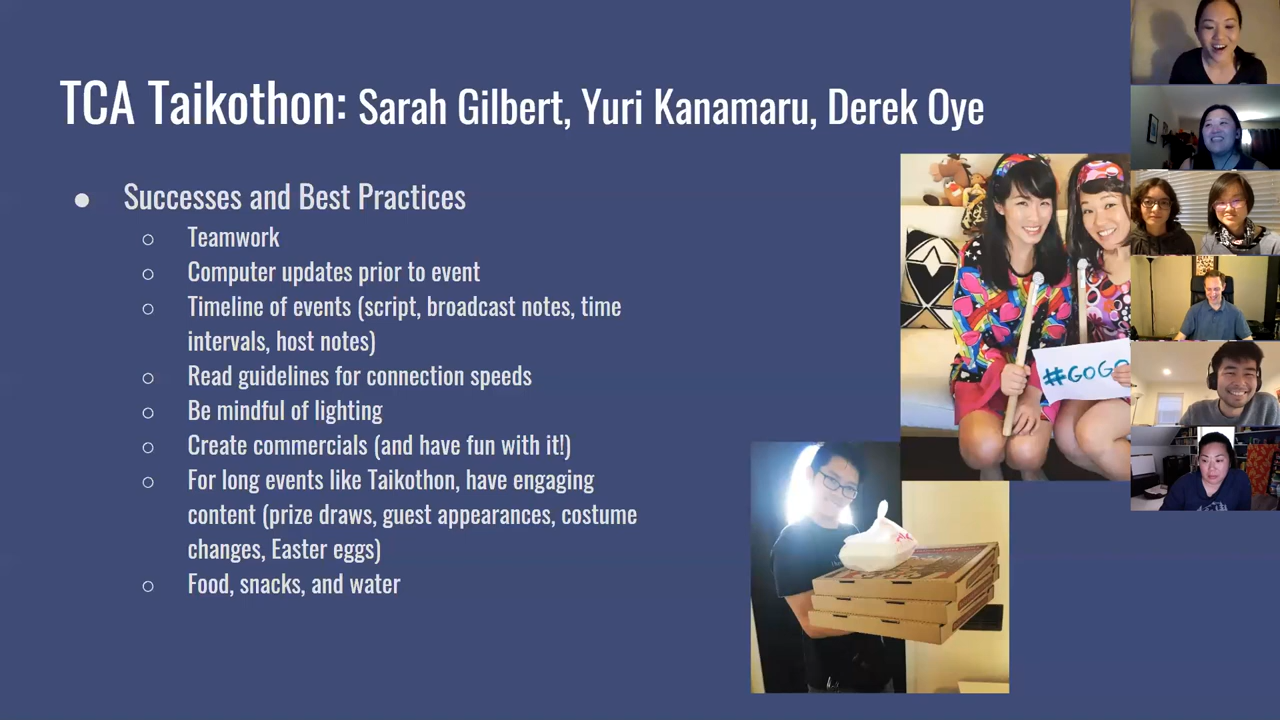 TCA Taikothon: Sarah Gilbert, Yuri Kanamaru, Derek Oye
● Successes and Best Practices
○ Teamwork
○ Computer updates prior to event
○ Timeline of events (script, broadcast notes, time
intervals, host notes)
○ Read guidelines for connection speeds
○ Be mindful of lighting
○ Create commercials (and have fun with it!)
○ For long events like Taikothon, have engaging
content (prize draws, guest appearances, costume
changes, Easter eggs)
○ Food, snacks, and water
#GOGO